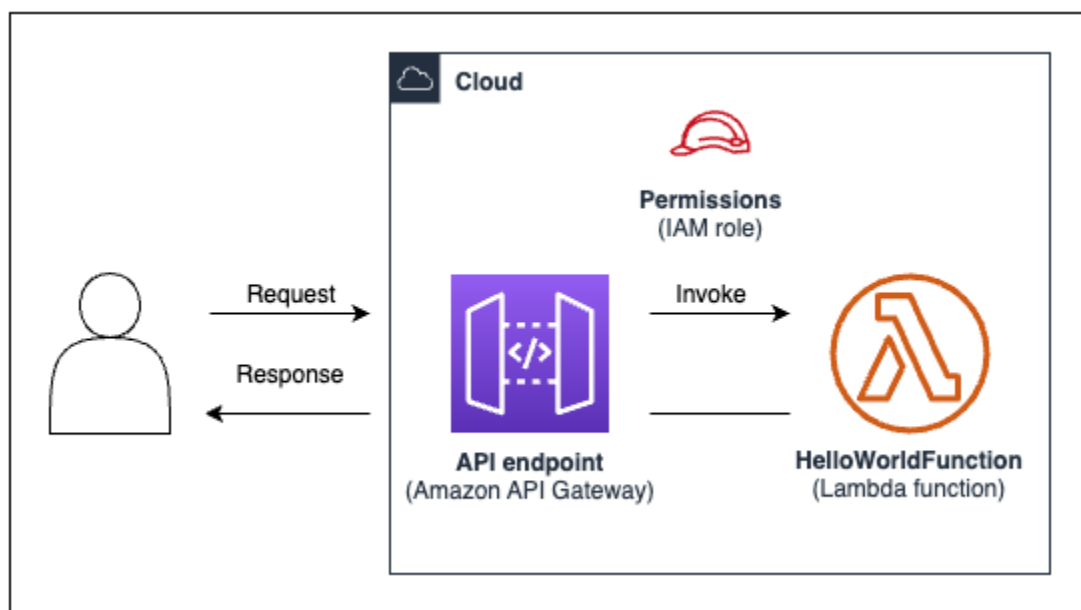 Cloud
Permissions
(IAM role)
Request
Invoke
Response
</>
API endpoint
(Amazon API Gateway)
HelloWorldFunction
(Lambda function)